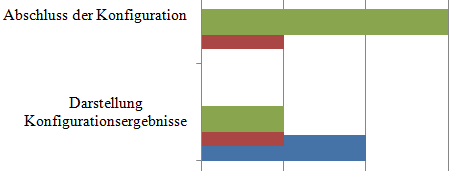 Abschluss der Konfiguration
Darstellung
Konfigurationsergebnisse